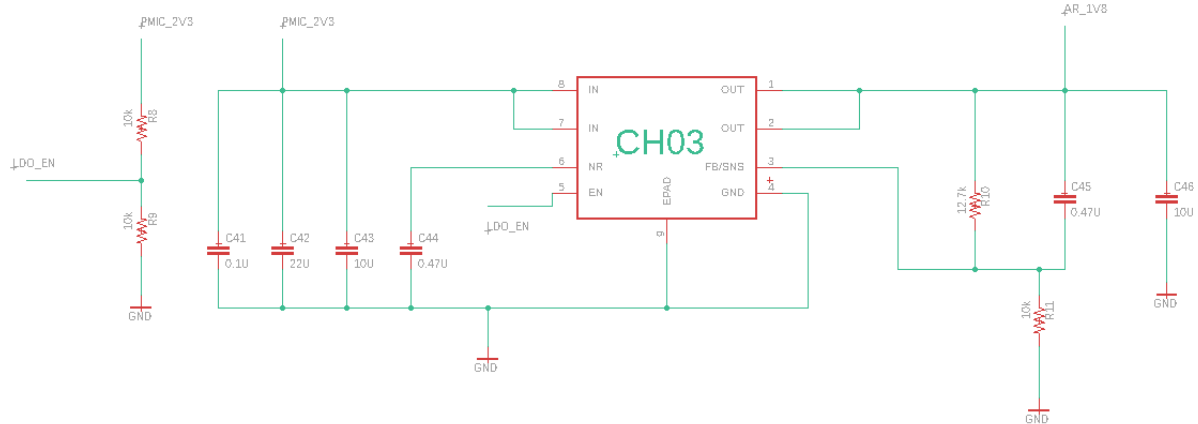 PMIC_2V3
PMIC_2V3
AR_1V8
10k
R8
LDO_EN
10k
R9
GND
8
IN
OUT
1
7
IN
OUT
2
CH03
6
NR
FB/SNS
3
5
EN
GND
4
EPAD
9
LDO_EN
C41
0.1U
C42
22U
C43
10U
C44
0.47U
12.7k
R10
C45
0.47U
C46
10U
10k
R11
GND
GND
GND